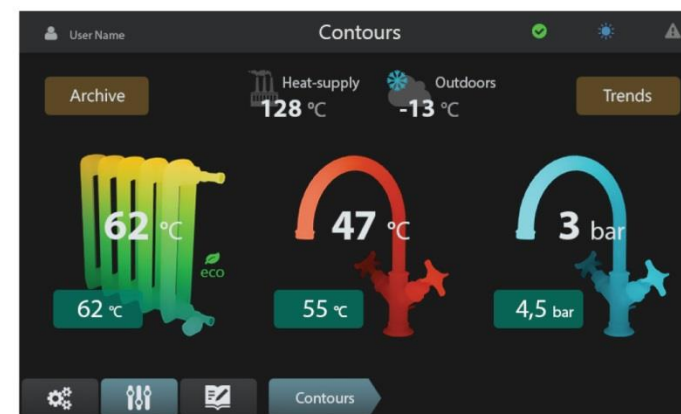 User Name
Contours
Archive
Heat-supply
128 °C
Outdoors
-13 °C
Trends
62 °C
eco
62 °C
47 °C
55 °C
3 bar
4,5 bar
Contours